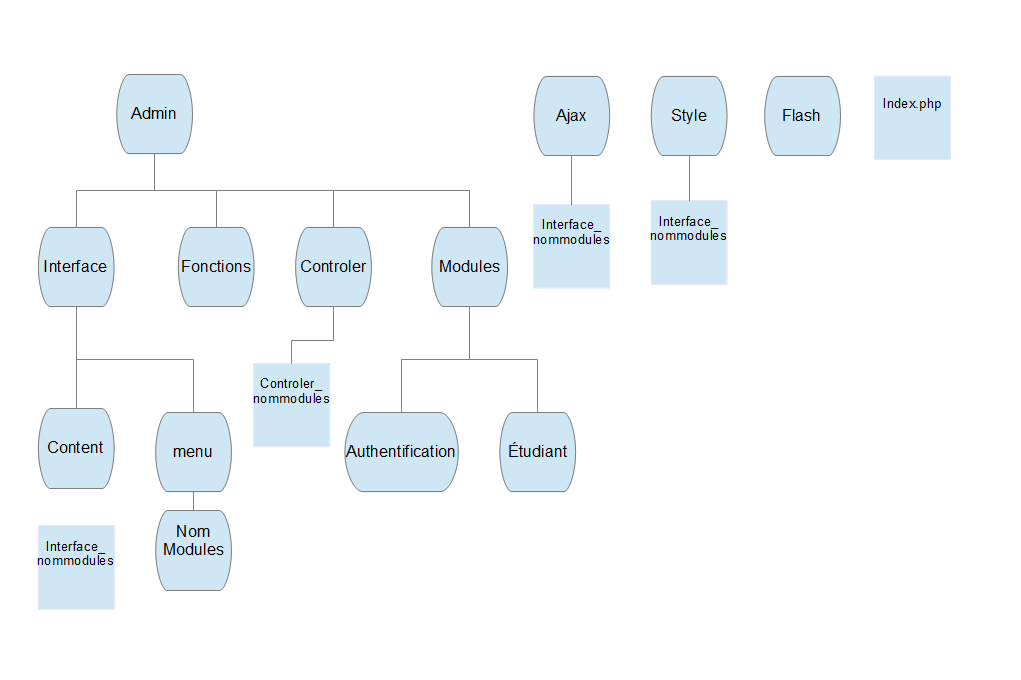 Admin
Ajax
Style
Flash
Index.php
Interface_
nommodules
Interface_
nommodules
Interface
Fonctions
Controler
Modules
Controler_
nommodules
Content
menu
Authentification
Étudiant
Nom
Modules
Interface_
nommodules